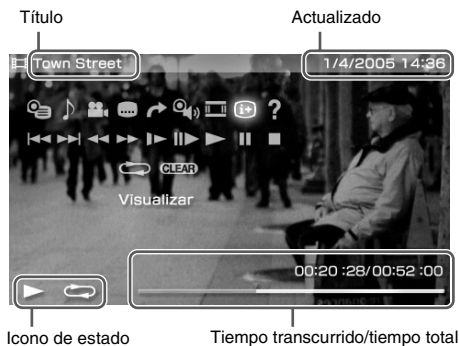 Título
Actualizado
Town Street
1/4/2005 14:36
i+
?
CLEAR
Visualizar
00:20 :28/00:52 :00
Icono de estado
Tiempo transcurrido/tiempo total